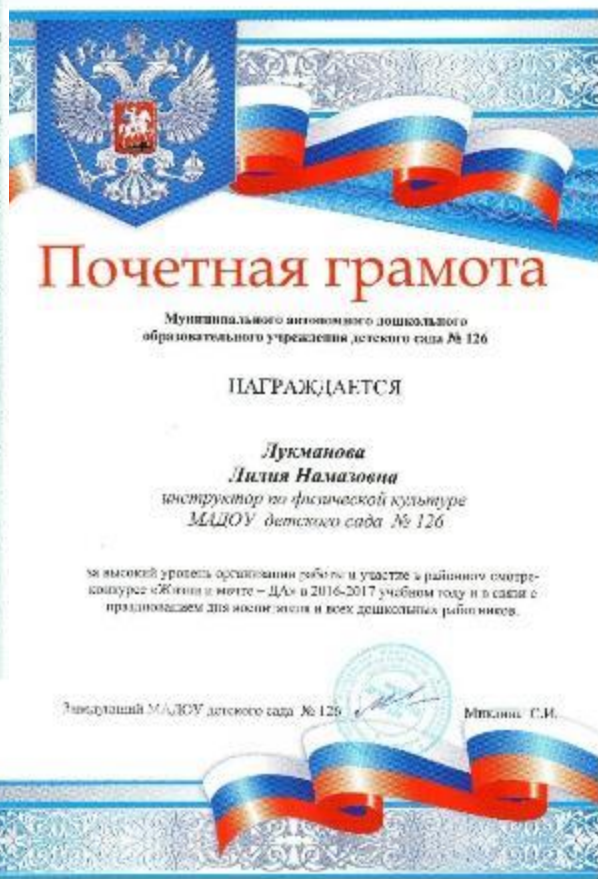 Почетная грамота
Муниципального автономного дошкольного
образовательного учреждения детского сада № 126
НАГРАЖДАЕТСЯ
Лукманова
Лилия Намазовна
инструктор по физической культуре
МАДОУ детского сада № 126
за высокий уровень организации работы и участие в районном смотре-
конкурсе «Жизни и мечте – ДА» в 2016-2017 учебном году и в связи с
празднованием дня воспитателя и всех дошкольных работников.
Заведующий МАДОУ детского сада № 126
С.И.